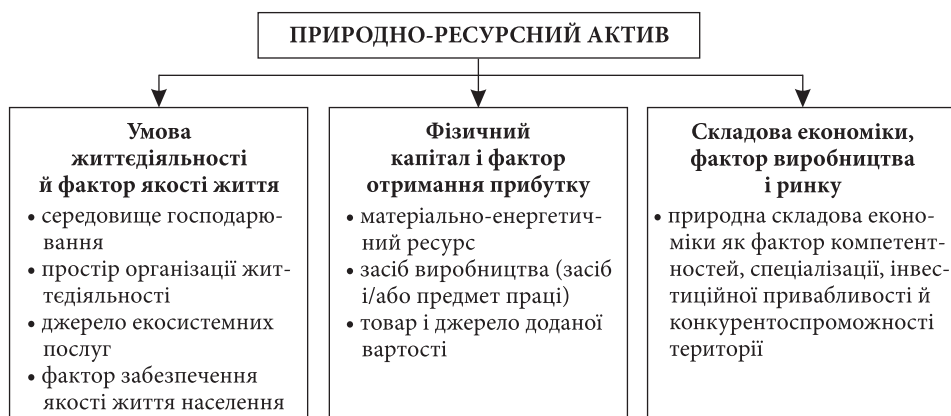 ПРИРОДНО-РЕСУРСНИЙ АКТИВ
Умова
життєдіяльності
й фактор якості життя
• середовище господарю-
вання
• простір організації жит-
тєдіяльності
• джерело екосистемних
послуг
• фактор забезпечення
якості життя населення
Фізичний
капітал і фактор
отримання прибутку
• матеріально-енергетич-
ний ресурс
• засіб виробництва (засіб
і/або предмет праці)
• товар і джерело доданої
вартості
Складова економіки,
фактор виробництва
і ринку
• природна складова еконо-
міки як фактор компетент-
ностей, спеціалізації, інвес-
тиційної привабливості й
конкурентоспроможності
території